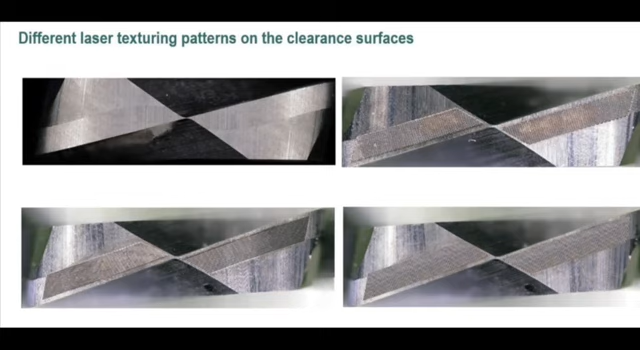 Different laser texturing patterns on the clearance surfaces